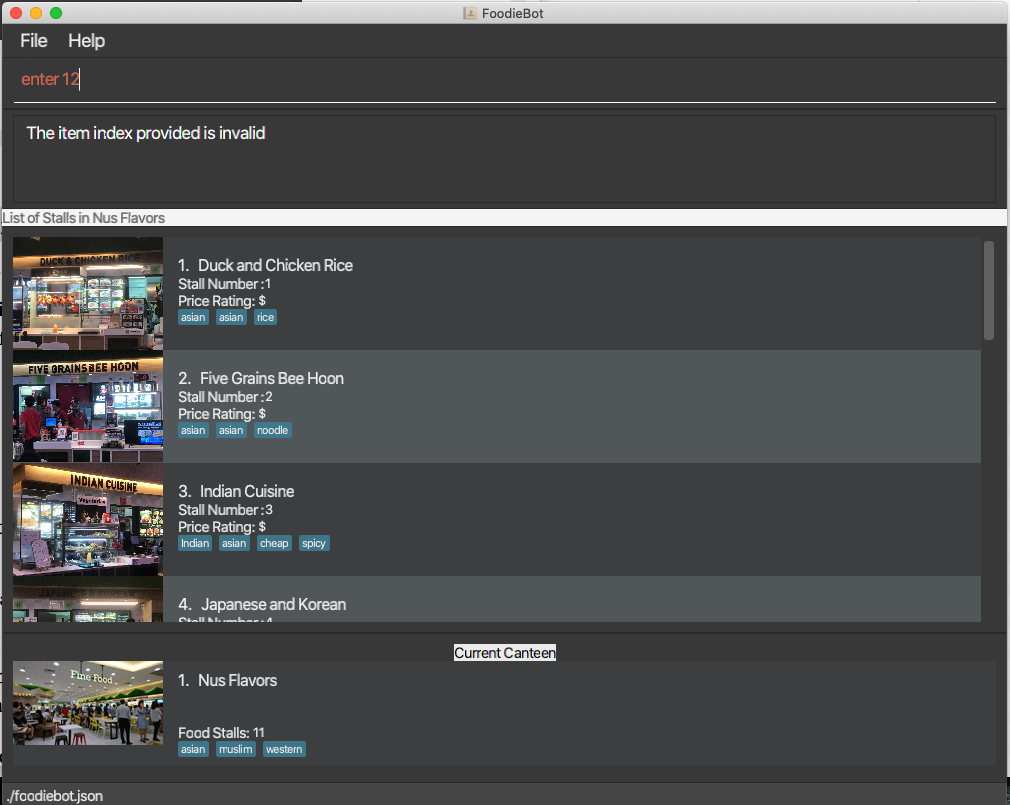 FoodieBot
File Help
enter 12
The item index provided is invalid
List of Stalls in Nus Flavors
DUCK & CHICKEN RICE
1. Duck and Chicken Rice
Stall Number :1
Price Rating: $
asian asian rice
FIVE GRAINS BEE HOON
2. Five Grains Bee Hoon
Stall Number :2
Price Rating: $
asian asian noodle
INDIAN CUISINE
Vegetarian
3. Indian Cuisine
Stall Number :3
Price Rating: $
Indian asian cheap spicy
JAPANESE & KOREAN
4. Japanese and Korean
Stall Number :4
Current Canteen
Fine Food
1. Nus Flavors
Food Stalls: 11
asian muslim western
./foodiebot.json